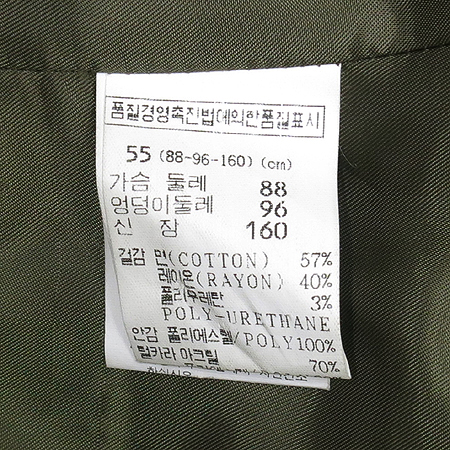 품질경영촉진법에의한품질표시
55 (88-96-160) (cm)
가슴 둘레 88
엉덩이둘레 96
신 장 160
겉감 면(COTTON) 57%
레이온(RAYON) 40%
폴리우레탄 3%
POLY-URETHANE
안감 폴리에스텔/POLY100%
털카라 아크릴 70%